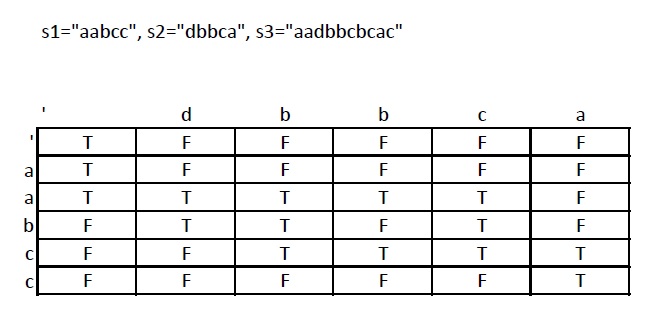 s1="aabcc", s2="dbbca", s3="aadbbcbcac"
' d b b c a
' T F F F F F
a T F F F F F
a T T T T T F
b F T T F T F
c F F T T T T
c F F F F F T